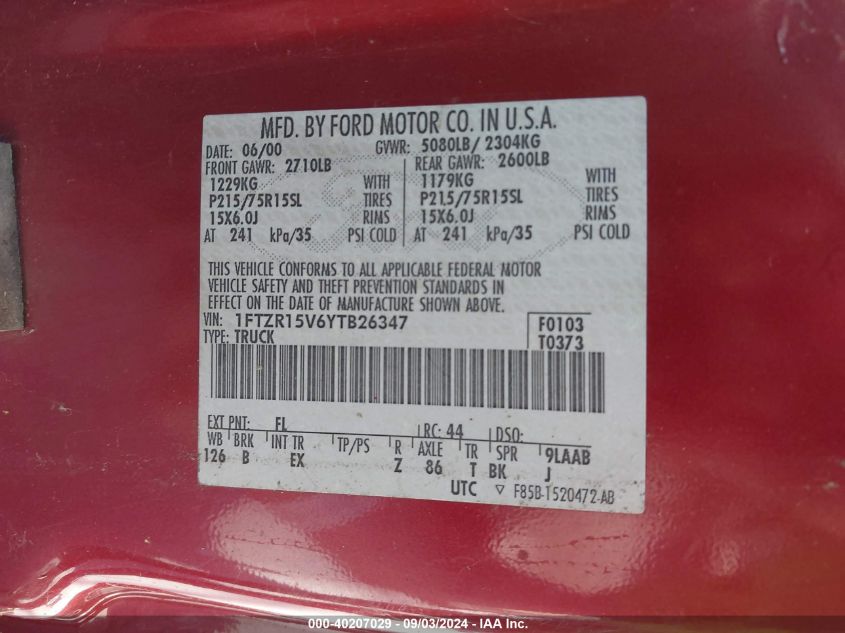 MFD. BY FORD MOTOR CO. IN U.S.A.
DATE: 06/00 GVWR: 5080LB/ 2304KG
FRONT GAWR: 2710LB REAR GAWR: 2600LB
1229KG WITH 1179KG WITH
P215/75R15SL TIRES P215/75R15SL TIRES
15X6.0J RIMS 15X6.0J RIMS
AT 241 kPa/35 PSI COLD AT 241 kPa/35 PSI COLD
THIS VEHICLE CONFORMS TO ALL APPLICABLE FEDERAL MOTOR
VEHICLE SAFETY AND THEFT PREVENTION STANDARDS IN
EFFECT ON THE DATE OF MANUFACTURE SHOWN ABOVE.
VIN: 1FTZR15V6YTB26347 F0103
TYPE: TRUCK T0373
EXT PNT: FL RC: 44 DSO:
WB BRK INT TR TP/PS R AXLE TR SPR 9LAAB
126 B EX Z 86 T BK J
UTC ▽ F85B-1520472-AB
000-40207029 - 09/03/2024 - IAA Inc.